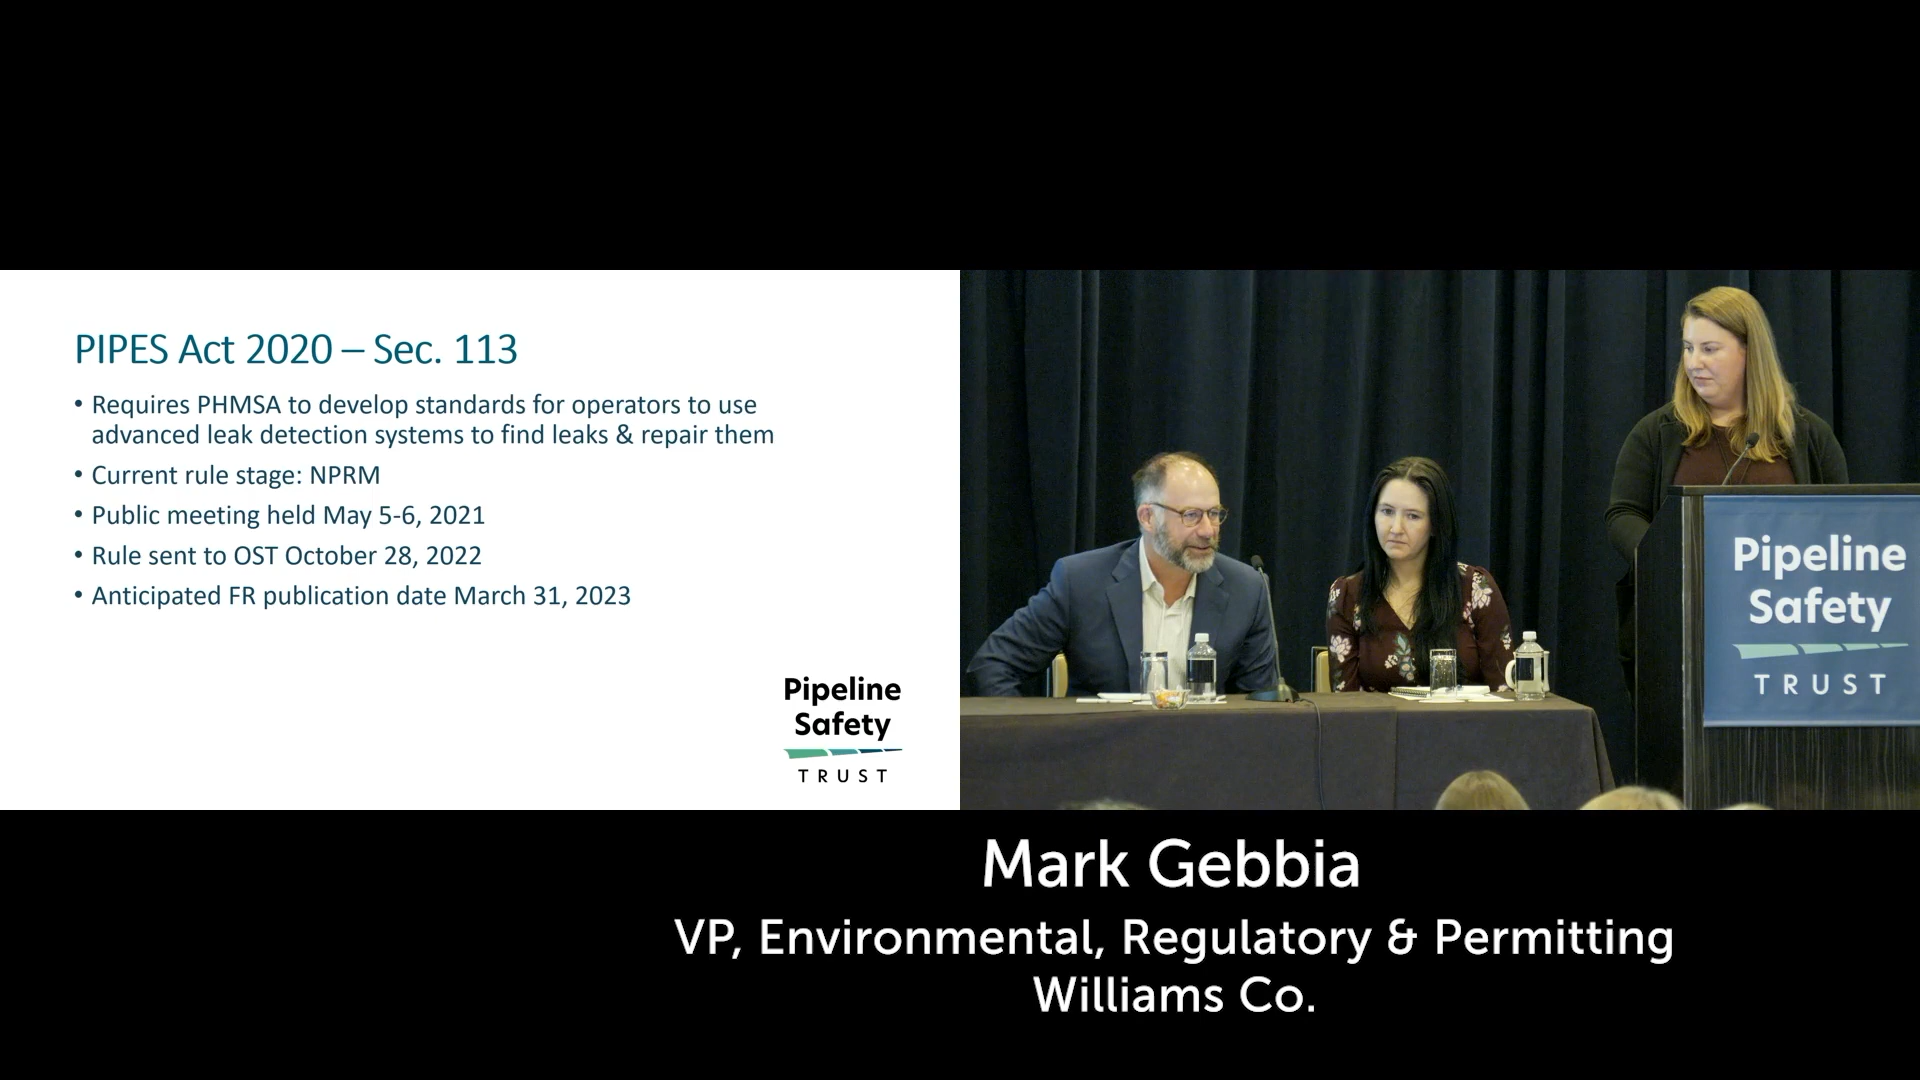 PIPES Act 2020 – Sec. 113
• Requires PHMSA to develop standards for operators to use
advanced leak detection systems to find leaks & repair them
• Current rule stage: NPRM
• Public meeting held May 5-6, 2021
• Rule sent to OST October 28, 2022
• Anticipated FR publication date March 31, 2023
Pipeline
Safety
TRUST
Pipeline
Safety
TRUST
Mark Gebbia
VP, Environmental, Regulatory & Permitting
Williams Co.